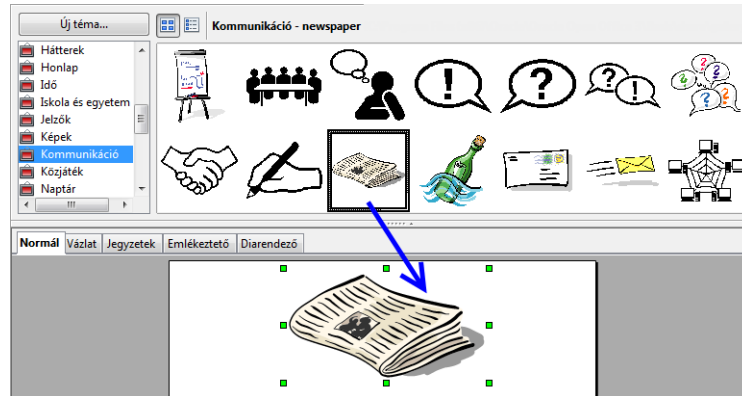 Új téma...
Kommunikáció - newspaper
Hátterek
Honlap
Idő
Iskola és egyetem
Jelzők
Képek
Kommunikáció
Közjáték
Naptár
Normál Vázlat Jegyzetek Emlékeztető Diarendező